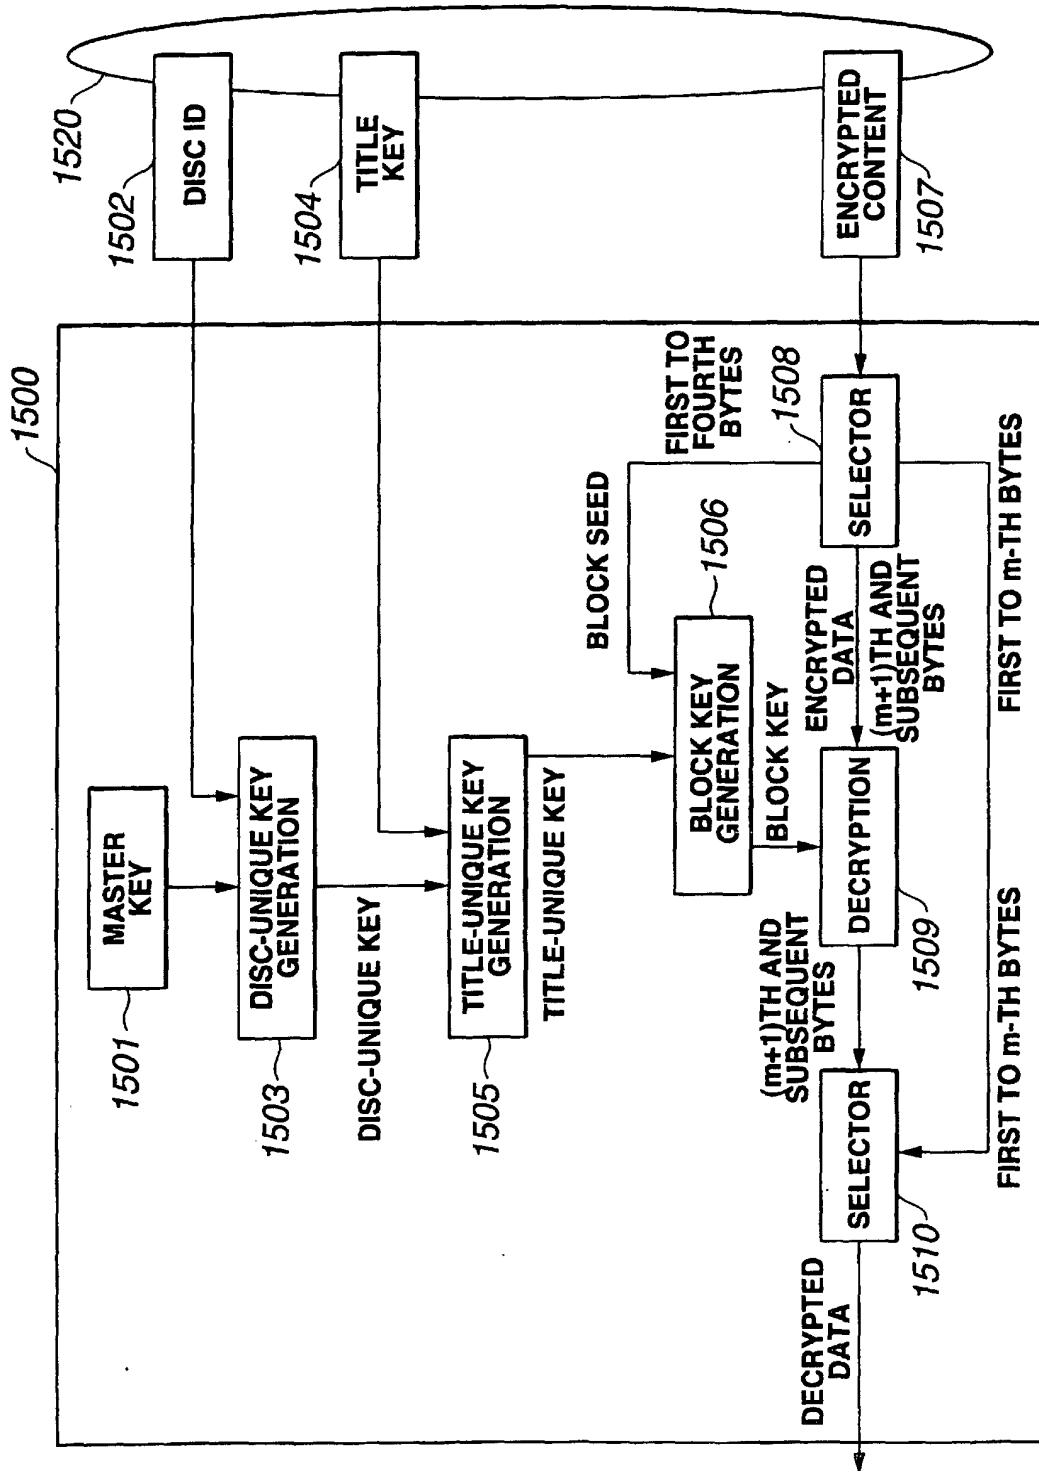 1500
1520
1502
DISC ID
1504
TITLE
KEY
ENCRYPTED
CONTENT
1507
MASTER
KEY
1501
DISC-UNIQUE KEY
GENERATION
1503
DISC-UNIQUE KEY
TITLE-UNIQUE KEY
GENERATION
1505
TITLE-UNIQUE KEY
BLOCK SEED
FIRST TO
FOURTH
BYTES
BLOCK KEY
GENERATION
1506
BLOCK KEY
1508
SELECTOR
ENCRYPTED
DATA
(m+1)TH AND
SUBSEQUENT
BYTES
DECRYPTION
1509
(m+1)TH AND
SUBSEQUENT
BYTES
SELECTOR
1510
DECRYPTED
DATA
FIRST TO m-TH BYTES
FIRST TO m-TH BYTES